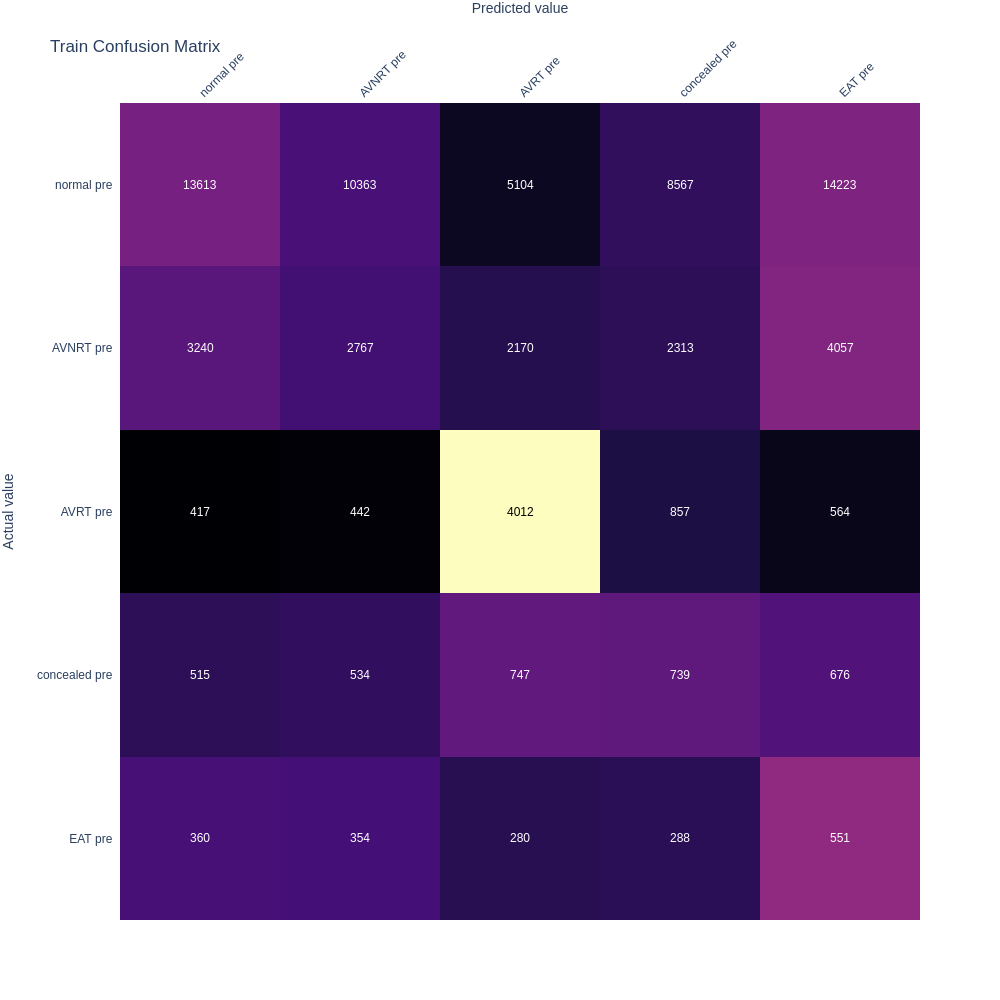 Predicted value
Train Confusion Matrix
normal pre
AVNRT pre
AVRT pre
concealed pre
EAT pre
Actual value
normal pre 13613 10363 5104 8567 14223
AVNRT pre 3240 2767 2170 2313 4057
AVRT pre 417 442 4012 857 564
concealed pre 515 534 747 739 676
EAT pre 360 354 280 288 551